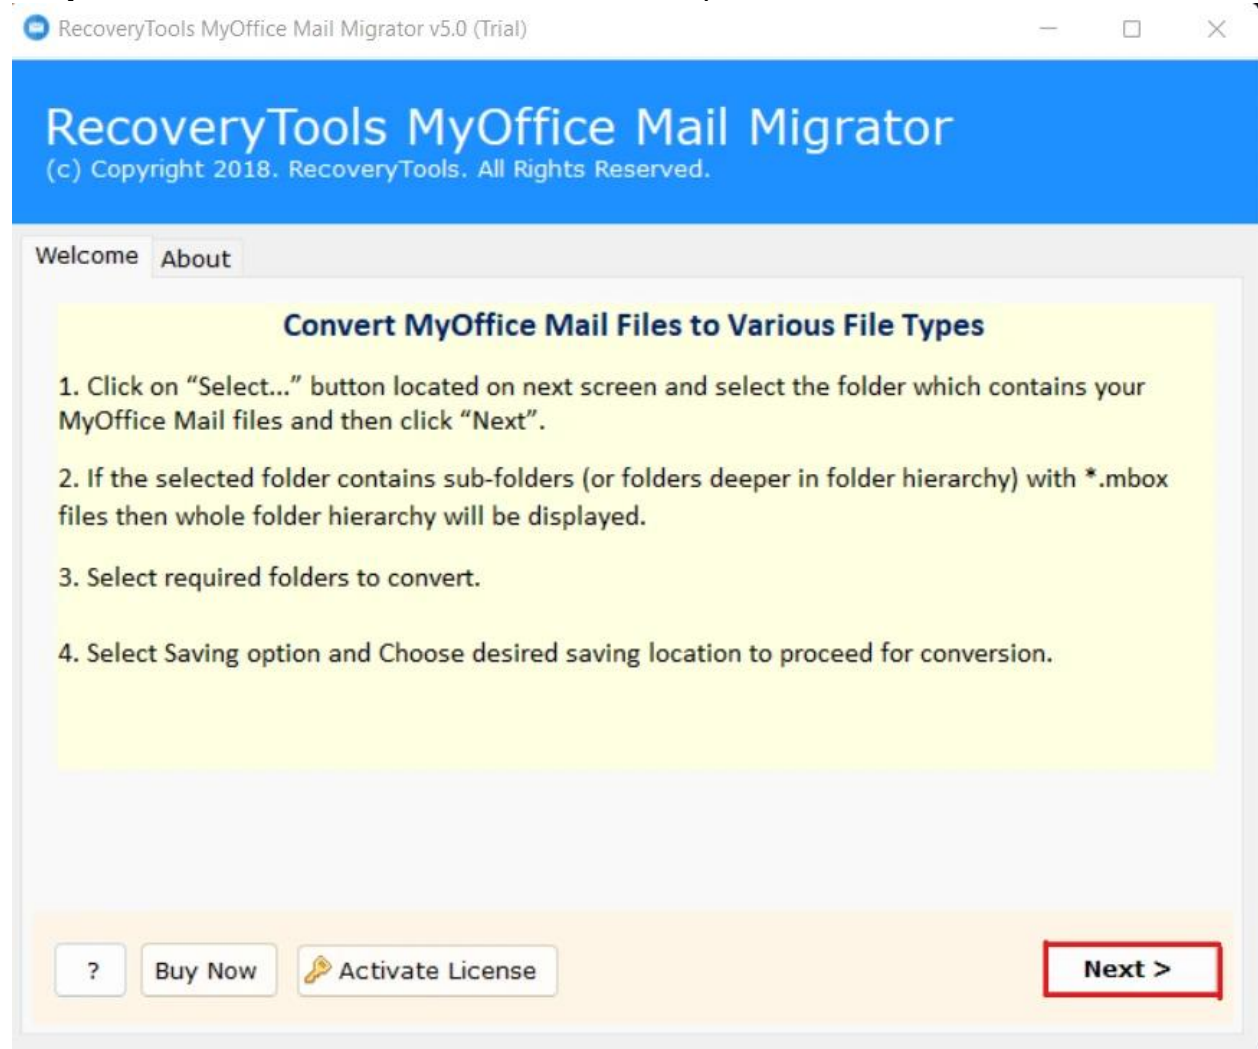 RecoveryTools MyOffice Mail Migrator v5.0 (Trial)
RecoveryTools MyOffice Mail Migrator
(c) Copyright 2018. RecoveryTools. All Rights Reserved.
Welcome About
Convert MyOffice Mail Files to Various File Types
1. Click on “Select...” button located on next screen and select the folder which contains your
MyOffice Mail files and then click “Next”.
2. If the selected folder contains sub-folders (or folders deeper in folder hierarchy) with *.mbox
files then whole folder hierarchy will be displayed.
3. Select required folders to convert.
4. Select Saving option and Choose desired saving location to proceed for conversion.
? Buy Now Activate License Next >